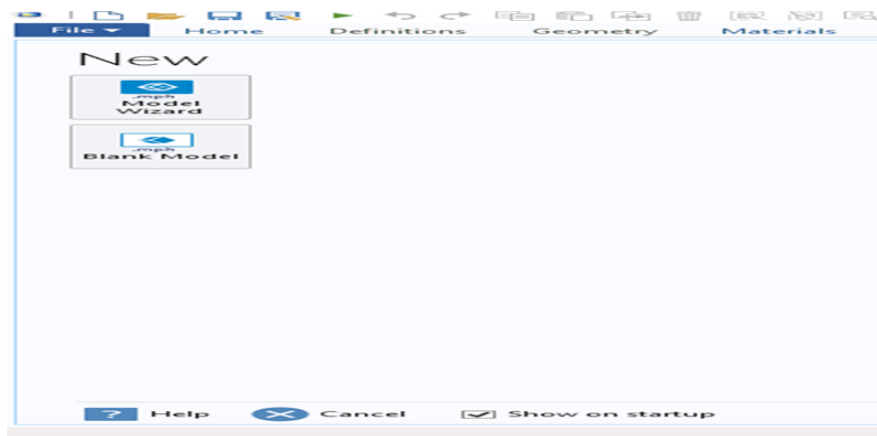 File Home Definitions Geometry Materials
New
.mph
Model
Wizard
.mph
Blank Model
? Help Cancel Show on startup